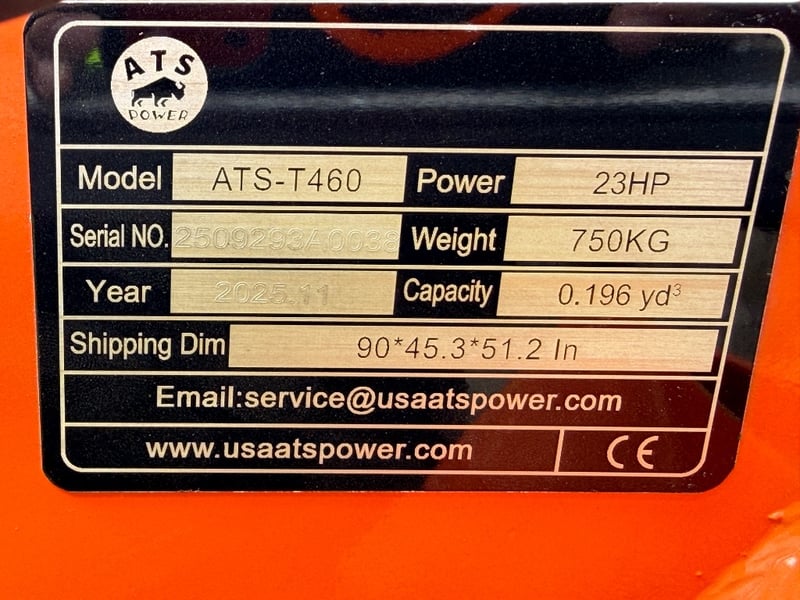 ATS
POWER
Model ATS-T460 Power 23HP
Serial NO. 2509293A0038 Weight 750KG
Year 2025.11 Capacity 0.196 yd³
Shipping Dim 90*45.3*51.2 In
Email:service@usaatspower.com
www.usaatspower.com CE